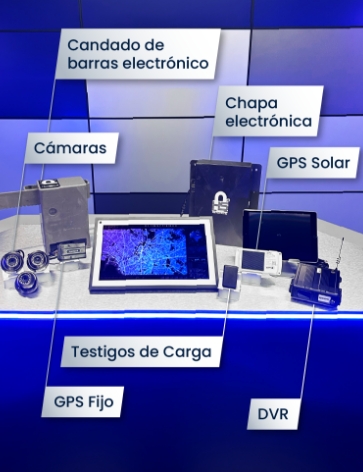 Candado de
barras electrónico
Chapa
electrónica
Cámaras
GPS Solar
Testigos de Carga
GPS Fijo
DVR